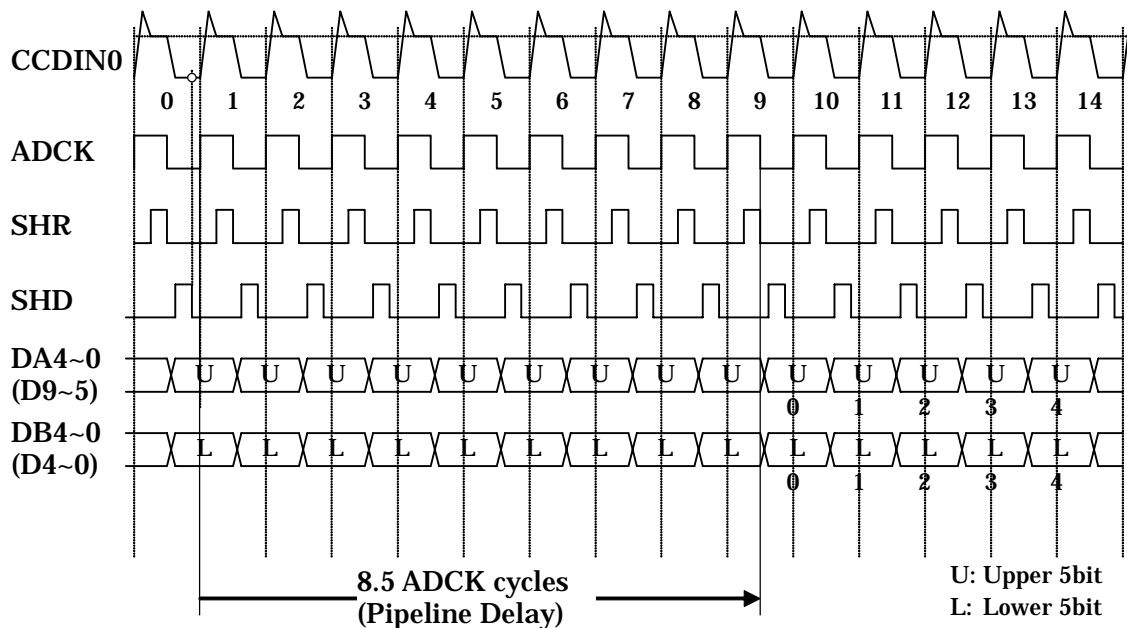 CCDIN0
0 1 2 3 4 5 6 7 8 9 10 11 12 13 14
ADCK
SHR
SHD
DA4~0
(D9~5)
U U U U U U U U U U U U U U
0 1 2 3 4
DB4~0
(D4~0)
L L L L L L L L L L L L L L
0 1 2 3 4
8.5 ADCK cycles
(Pipeline Delay)
U: Upper 5bit
L: Lower 5bit